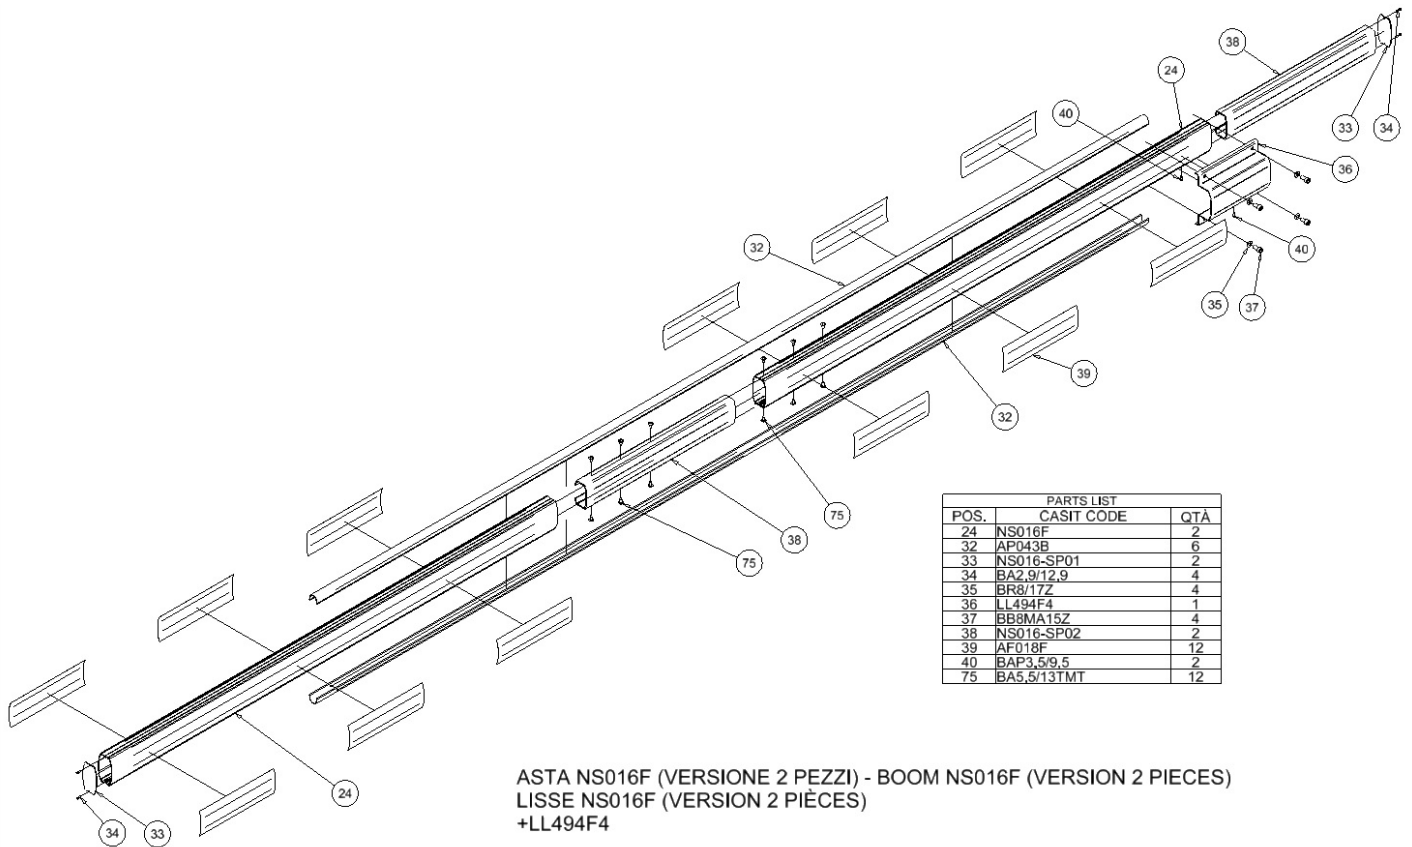 38
24
40
33
34
36
32
40
35
37
39
32
75
38
75
24
34
33
PARTS LIST
POS. CASIT CODE QTÀ
24 NS016F 2
32 AP043B 6
33 NS016-SP01 2
34 BA2,9/12,9 4
35 BR8/17Z 4
36 LL494F4 1
37 BB8MA15Z 4
38 NS016-SP02 2
39 AF018F 12
40 BAP3,5/9,5 2
75 BA5,5/13TMT 12
ASTA NS016F (VERSIONE 2 PEZZI) - BOOM NS016F (VERSION 2 PIECES)
LISSE NS016F (VERSION 2 PIÈCES)
+LL494F4